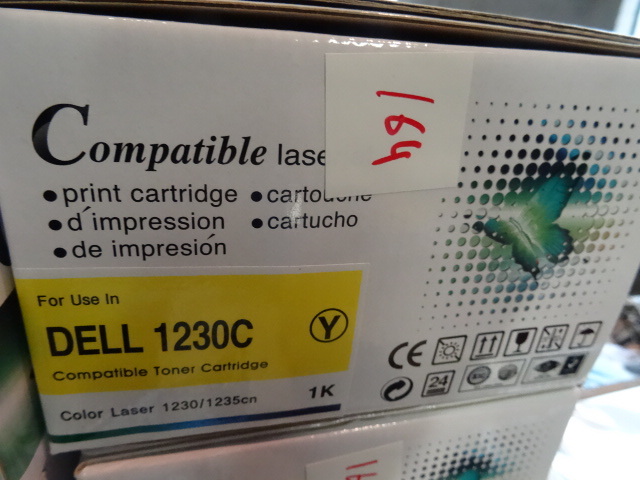 164
Compatible lase
• print cartridge • cartouche
• d'impression • cartucho
• de impresión
For Use In
DELL 1230C
Y
Compatible Toner Cartridge
Color Laser 1230/1235cn
1K
CE
24